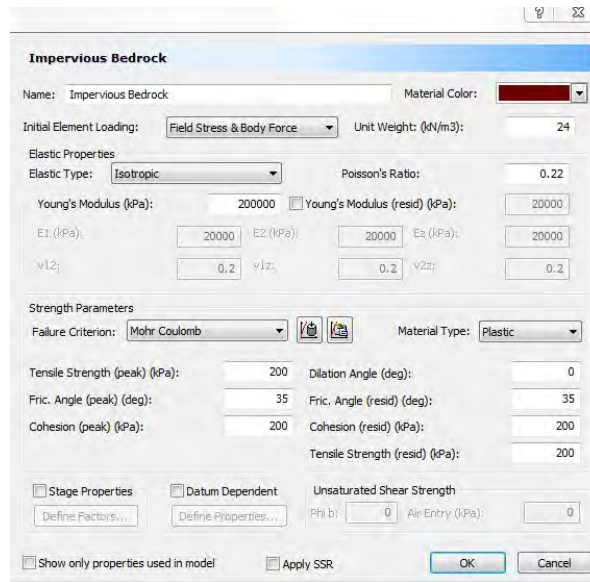 ?
Impervious Bedrock
Name: Impervious Bedrock Material Color:
Initial Element Loading: Field Stress & Body Force Unit Weight: (kN/m3): 24
Elastic Properties
Elastic Type: Isotropic Poisson's Ratio: 0.22
Young's Modulus (kPa): 200000 Young's Modulus (resid) (kPa): 20000
E1 (kPa): 20000 E2 (kPa): 20000 Ez (kPa): 20000
v12: 0.2 v1z: 0.2 v2z: 0.2
Strength Parameters
Failure Criterion: Mohr Coulomb Material Type: Plastic
Tensile Strength (peak) (kPa): 200 Dilation Angle (deg): 0
Fric. Angle (peak) (deg): 35 Fric. Angle (resid) (deg): 35
Cohesion (peak) (kPa): 200 Cohesion (resid) (kPa): 200
Tensile Strength (resid) (kPa): 200
Stage Properties Datum Dependent Unsaturated Shear Strength
Define Factors... Define Properties... Phi b: 0 Air Entry (kPa): 0
Show only properties used in model Apply SSR OK Cancel